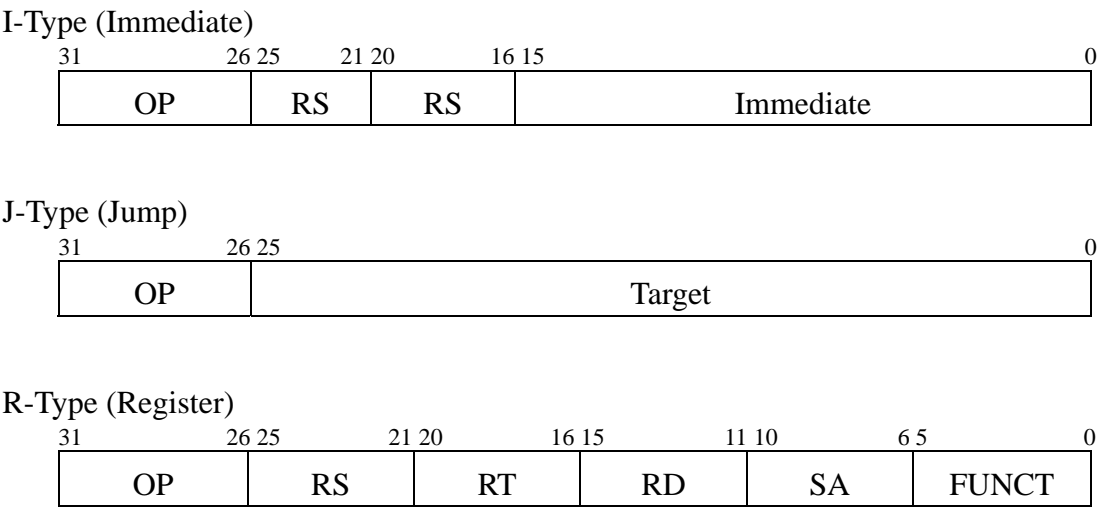 I-Type (Immediate)
31 26 25 21 20 16 15 0
OP RS RS Immediate
J-Type (Jump)
31 26 25 0
OP Target
R-Type (Register)
31 26 25 21 20 16 15 11 10 6 5 0
OP RS RT RD SA FUNCT